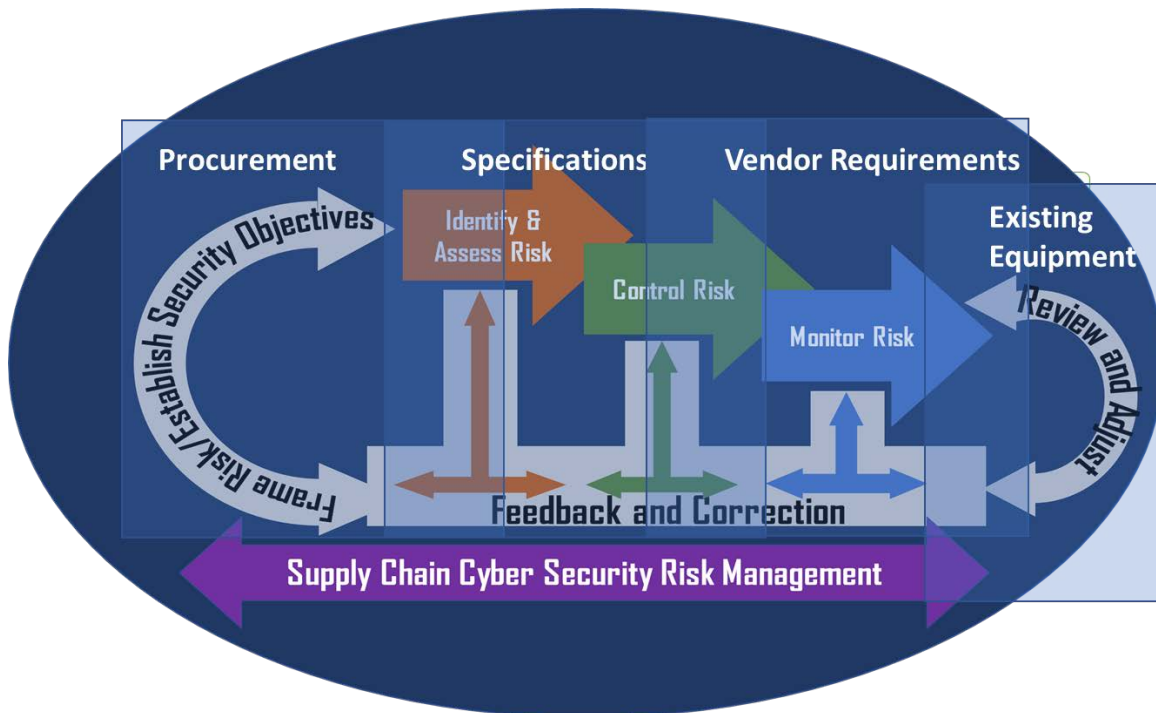 Procurement
Specifications
Vendor Requirements
Existing
Equipment
Frame Risk/Establish Security Objectives
Identify &
Assess Risk
Control Risk
Monitor Risk
Review and Adjust
Feedback and Correction
Supply Chain Cyber Security Risk Management